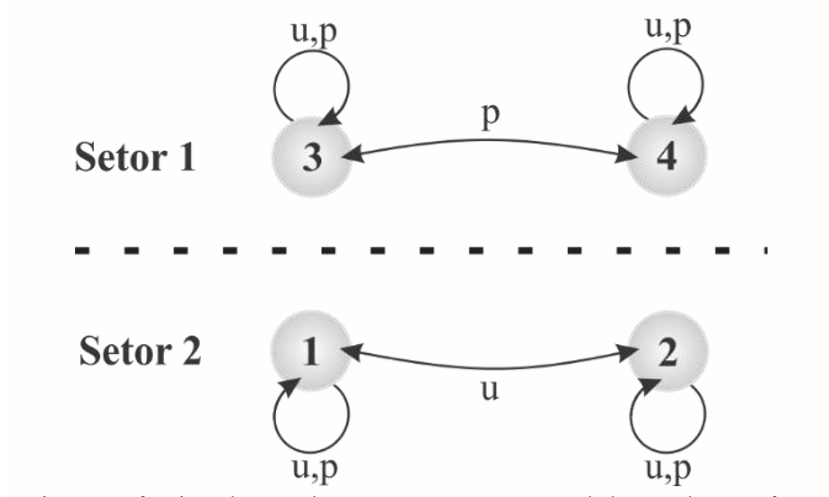 u,p u,p
p
Setor 1 3 4
Setor 2 1 2
u
u,p u,p